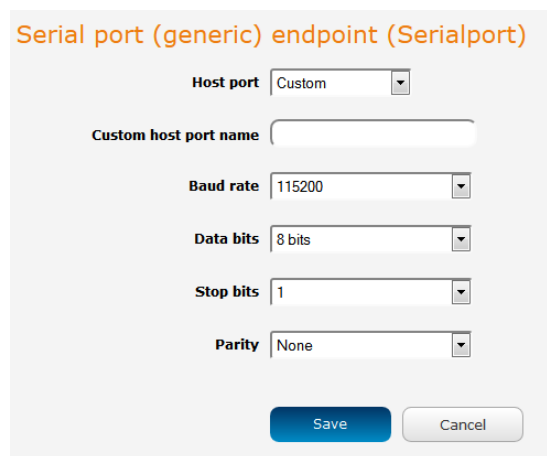 Serial port (generic) endpoint (Serialport)
Host port Custom
Custom host port name
Baud rate 115200
Data bits 8 bits
Stop bits 1
Parity None
Save Cancel